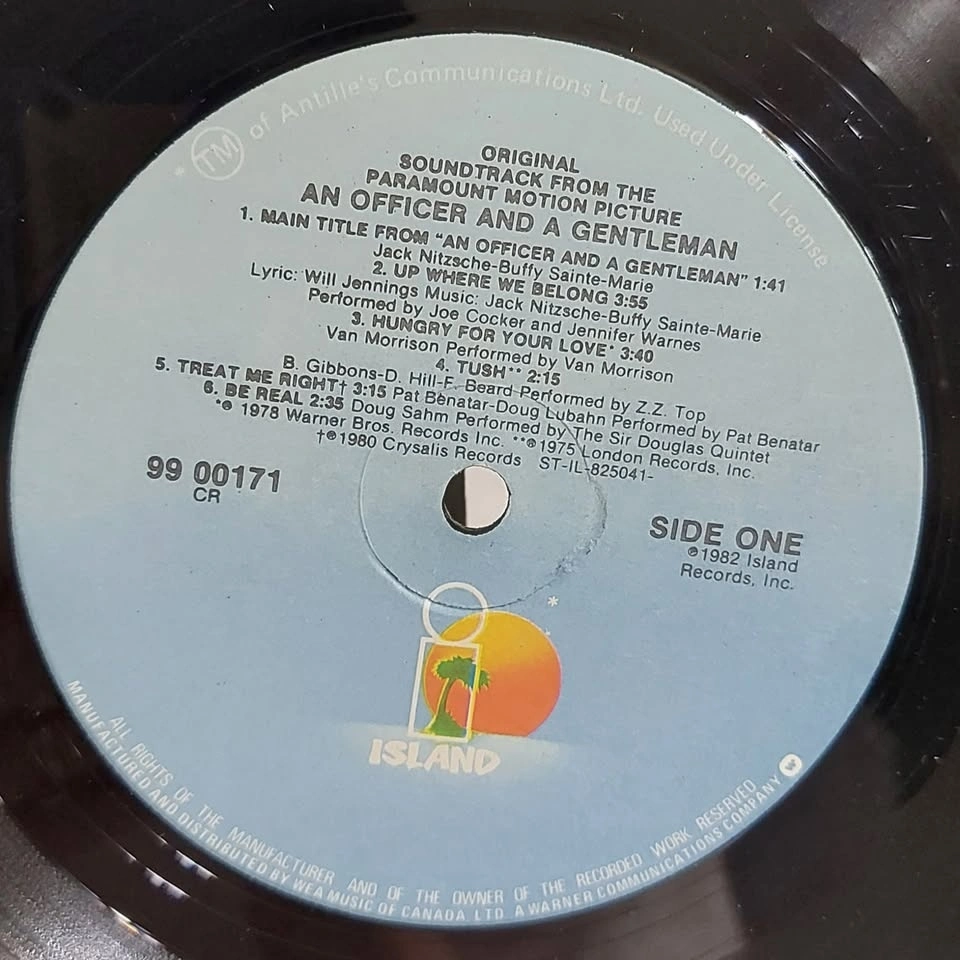 * TM of Antille's Communications Ltd. Used Under License
ORIGINAL
SOUNDTRACK FROM THE
PARAMOUNT MOTION PICTURE
AN OFFICER AND A GENTLEMAN
1. MAIN TITLE FROM "AN OFFICER AND A GENTLEMAN" 1:41
Jack Nitzsche-Buffy Sainte-Marie
2. UP WHERE WE BELONG 3:55
Lyric: Will Jennings Music: Jack Nitzsche-Buffy Sainte-Marie
Performed by Joe Cocker and Jennifer Warnes
3. HUNGRY FOR YOUR LOVE* 3:40
Van Morrison Performed by Van Morrison
4. TUSH** 2:15
B. Gibbons-D. Hill-F. Beard Performed by Z.Z. Top
5. TREAT ME RIGHT† 3:15 Pat Benatar-Doug Lubahn Performed by Pat Benatar
6. BE REAL 2:35 Doug Sahm Performed by The Sir Douglas Quintet
*℗ 1978 Warner Bros. Records Inc. **℗1975 London Records, Inc.
†℗1980 Crysalis Records ST-IL-825041-
99 00171
CR
SIDE ONE
℗1982 Island
Records, Inc.
*
ISLAND
ALL RIGHTS OF THE MANUFACTURER AND OF THE OWNER OF THE RECORDED WORK RESERVED
MANUFACTURED AND DISTRIBUTED BY WEA MUSIC OF CANADA LTD A WARNER COMMUNICATIONS COMPANY